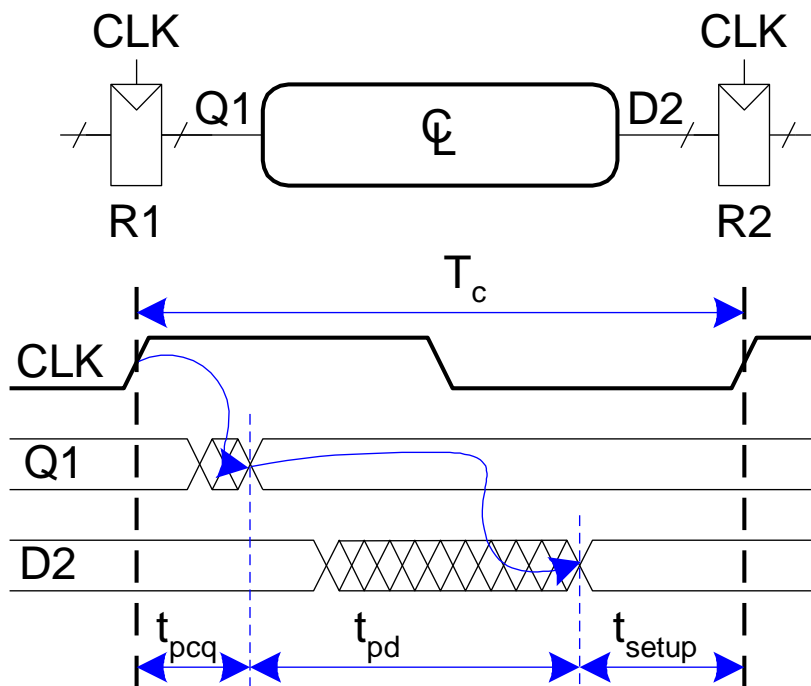 CLK CLK
Q1 CL D2
R1 R2
Tc
CLK
Q1
D2
tpcq tpd tsetup